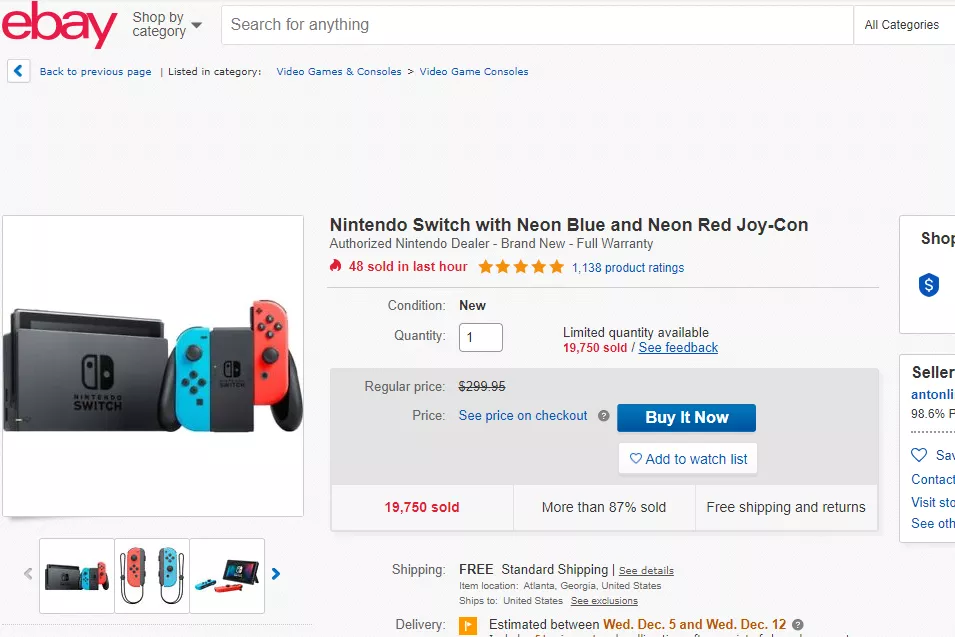 ebay
Shop by
category
Search for anything
All Categories
Back to previous page | Listed in category: Video Games & Consoles > Video Game Consoles
Nintendo Switch with Neon Blue and Neon Red Joy-Con
Authorized Nintendo Dealer - Brand New - Full Warranty
48 sold in last hour 1,138 product ratings
Condition: New
Quantity: 1
Limited quantity available
19,750 sold / See feedback
Regular price: $299.95
Price: See price on checkout ? Buy It Now
Add to watch list
19,750 sold More than 87% sold Free shipping and returns
Shipping: FREE Standard Shipping | See details
Item location: Atlanta, Georgia, United States
Ships to: United States See exclusions
Delivery: Estimated between Wed. Dec. 5 and Wed. Dec. 12 ?
NINTENDO
SWITCH
NINTENDO
SWITCH
Shop
$
Seller
antonli
98.6% P
Sav
Contact
Visit sto
See oth